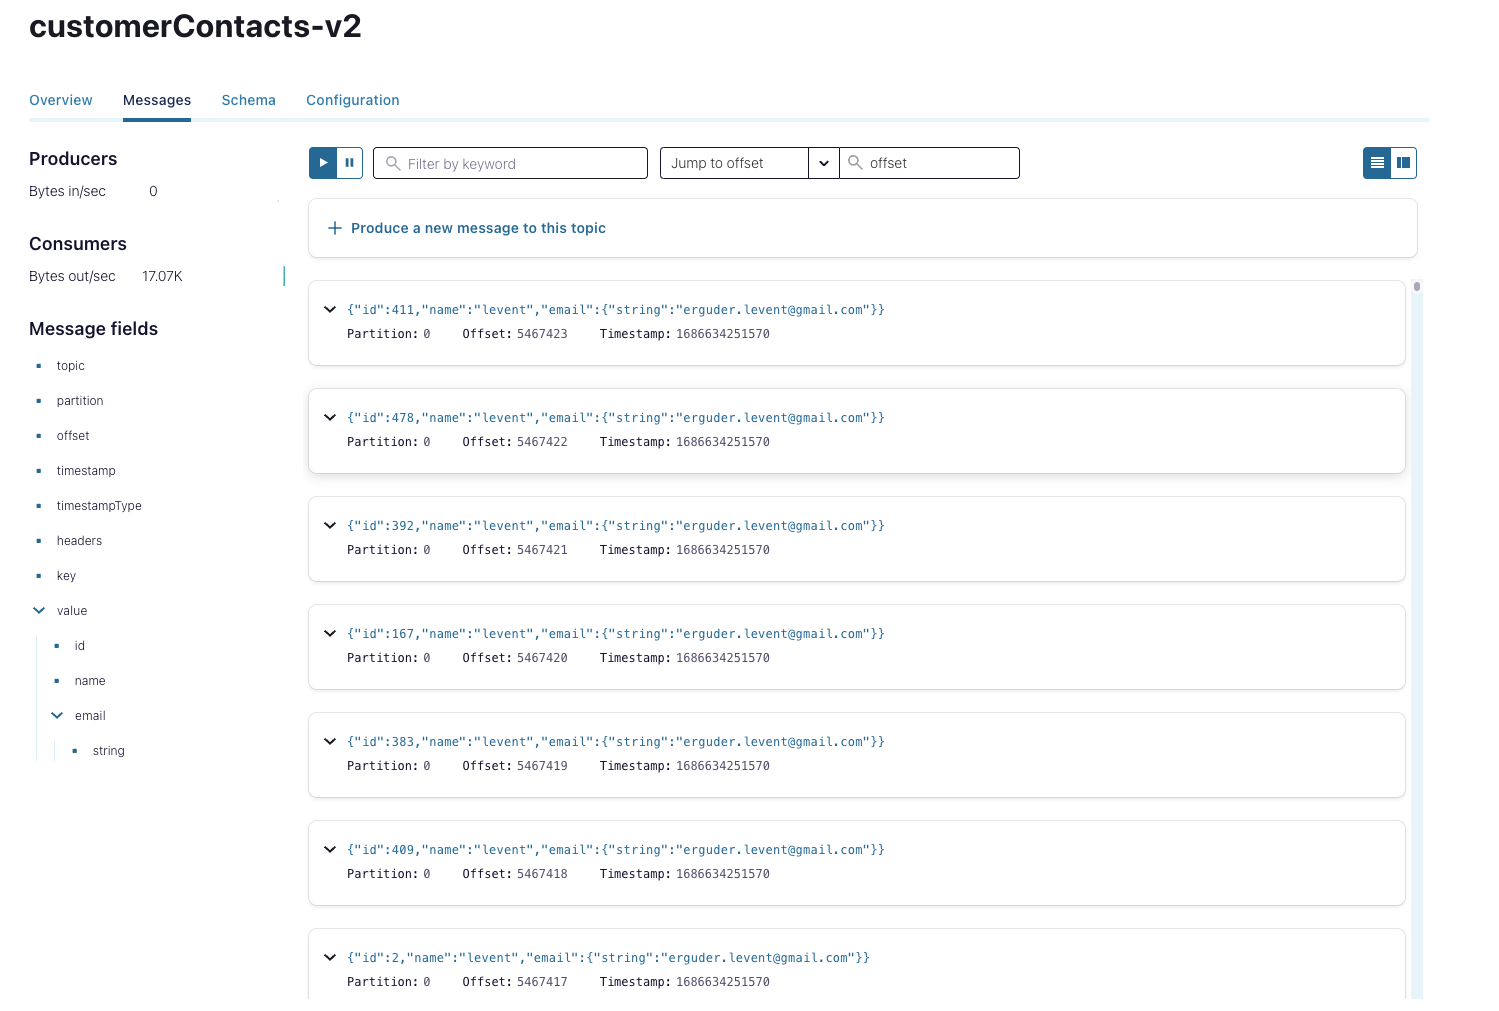 customerContacts-v2
Overview Messages Schema Configuration
Producers
Bytes in/sec 0
Consumers
Bytes out/sec 17.07K
Message fields
topic
partition
offset
timestamp
timestampType
headers
key
value
id
name
email
string
Filter by keyword Jump to offset offset
Produce a new message to this topic
{"id":411,"name":"levent","email":{"string":"erguder.levent@gmail.com"}}
Partition: 0 Offset: 5467423 Timestamp: 1686634251570
{"id":478,"name":"levent","email":{"string":"erguder.levent@gmail.com"}}
Partition: 0 Offset: 5467422 Timestamp: 1686634251570
{"id":392,"name":"levent","email":{"string":"erguder.levent@gmail.com"}}
Partition: 0 Offset: 5467421 Timestamp: 1686634251570
{"id":167,"name":"levent","email":{"string":"erguder.levent@gmail.com"}}
Partition: 0 Offset: 5467420 Timestamp: 1686634251570
{"id":383,"name":"levent","email":{"string":"erguder.levent@gmail.com"}}
Partition: 0 Offset: 5467419 Timestamp: 1686634251570
{"id":409,"name":"levent","email":{"string":"erguder.levent@gmail.com"}}
Partition: 0 Offset: 5467418 Timestamp: 1686634251570
{"id":2,"name":"levent","email":{"string":"erguder.levent@gmail.com"}}
Partition: 0 Offset: 5467417 Timestamp: 1686634251570